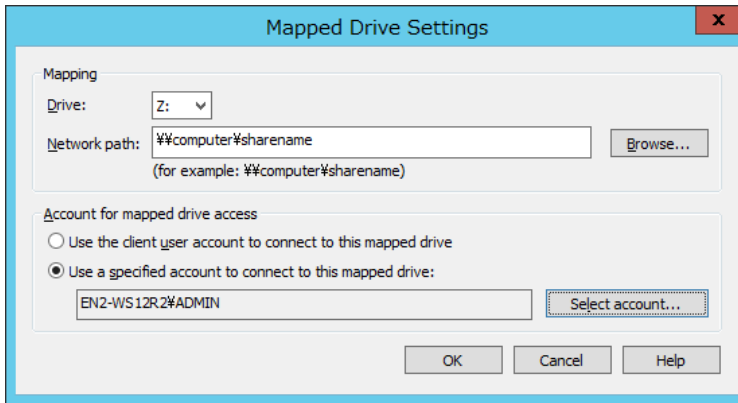 Mapped Drive Settings
x
Mapping
Drive:
Z:
Network path:
¥¥computer¥sharename
Browse...
(for example: ¥¥computer¥sharename)
Account for mapped drive access
Use the client user account to connect to this mapped drive
Use a specified account to connect to this mapped drive:
EN2-WS12R2¥ADMIN
Select account...
OK
Cancel
Help